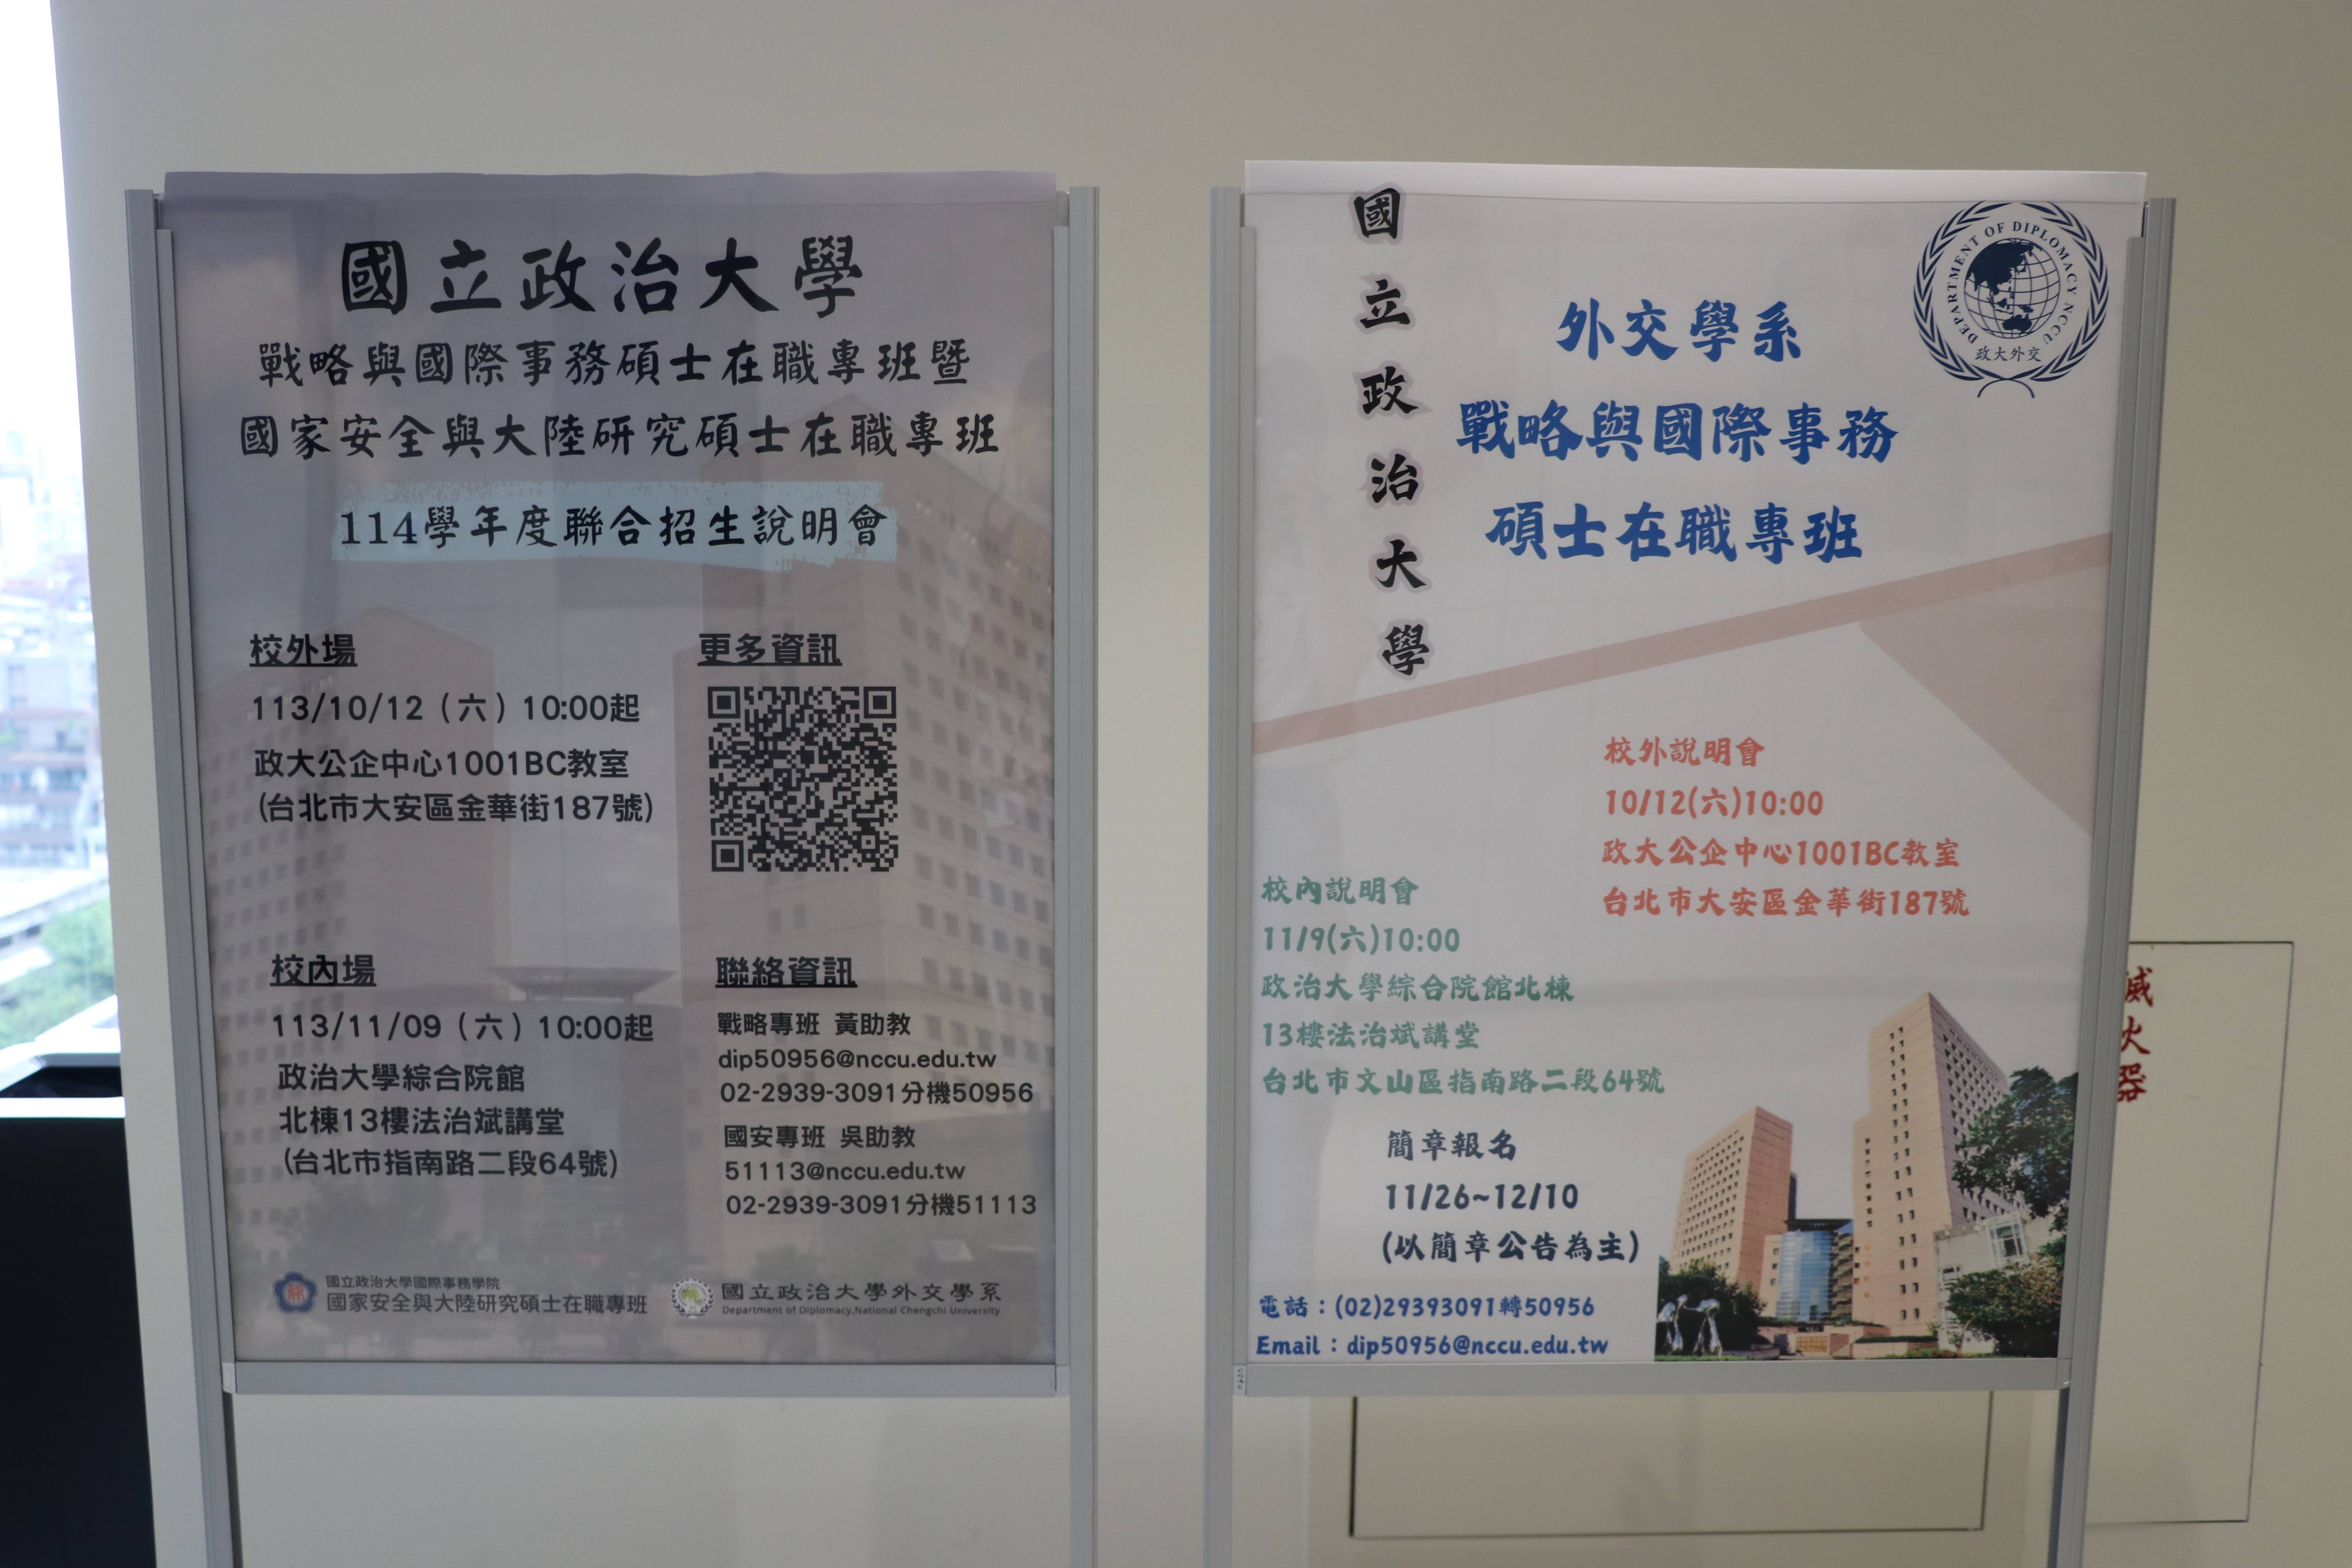 國立政治大學
戰略與國際事務碩士在職專班暨
國家安全與大陸研究碩士在職專班
114學年度聯合招生說明會
校外場
113/10/12（六）10:00起
政大公企中心1001BC教室
(台北市大安區金華街187號)
更多資訊
校內場
113/11/09（六）10:00起
政治大學綜合院館
北棟13樓法治斌講堂
(台北市指南路二段64號)
聯絡資訊
戰略專班 黃助教
dip50956@nccu.edu.tw
02-2939-3091分機50956
國安專班 吳助教
51113@nccu.edu.tw
02-2939-3091分機51113
國立政治大學國際事務學院
國家安全與大陸研究碩士在職專班
國立政治大學外交學系
Department of Diplomacy,National Chengchi University
國立政治大學
外交學系
戰略與國際事務
碩士在職專班
DEPARTMENT OF DIPLOMACY NCCU
政大外交
校外說明會
10/12(六)10:00
政大公企中心1001BC教室
台北市大安區金華街187號
校內說明會
11/9(六)10:00
政治大學綜合院館北棟
13樓法治斌講堂
台北市文山區指南路二段64號
簡章報名
11/26~12/10
(以簡章公告為主)
電話：(02)29393091轉50956
Email：dip50956@nccu.edu.tw
滅火器